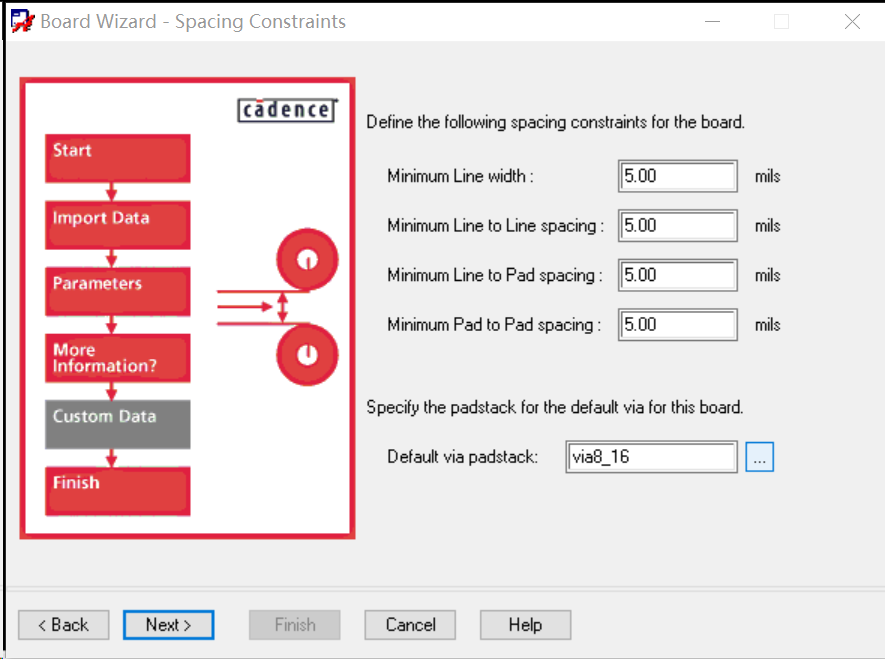 Board Wizard - Spacing Constraints
cādence
Start
Import Data
Parameters
More
Information?
Custom Data
Finish
Define the following spacing constraints for the board.
Minimum Line width : 5.00 mils
Minimum Line to Line spacing : 5.00 mils
Minimum Line to Pad spacing : 5.00 mils
Minimum Pad to Pad spacing : 5.00 mils
Specify the padstack for the default via for this board.
Default via padstack: via8_16 ...
< Back Next > Finish Cancel Help